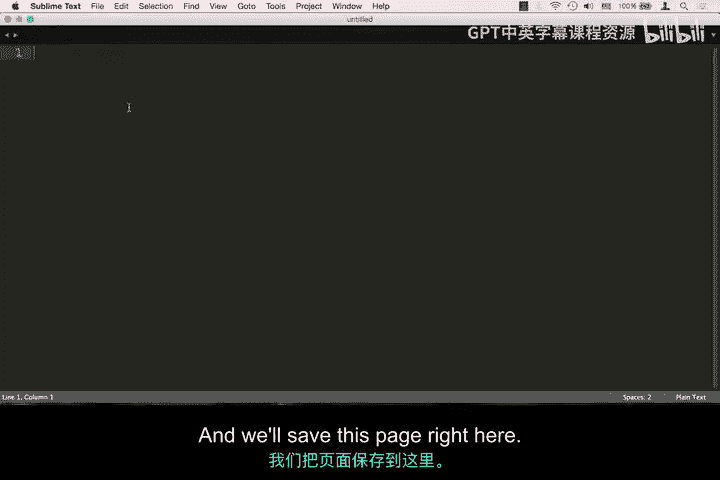 Sublime Text File Edit Selection Find View Goto Tools Project Window Help 100%
untitled
GPT中英字幕课程资源 bilibili
1
Line 1, Column 1 Spaces: 2 Plain Text
And we'll save this page right here.
我们把页面保存到这里。